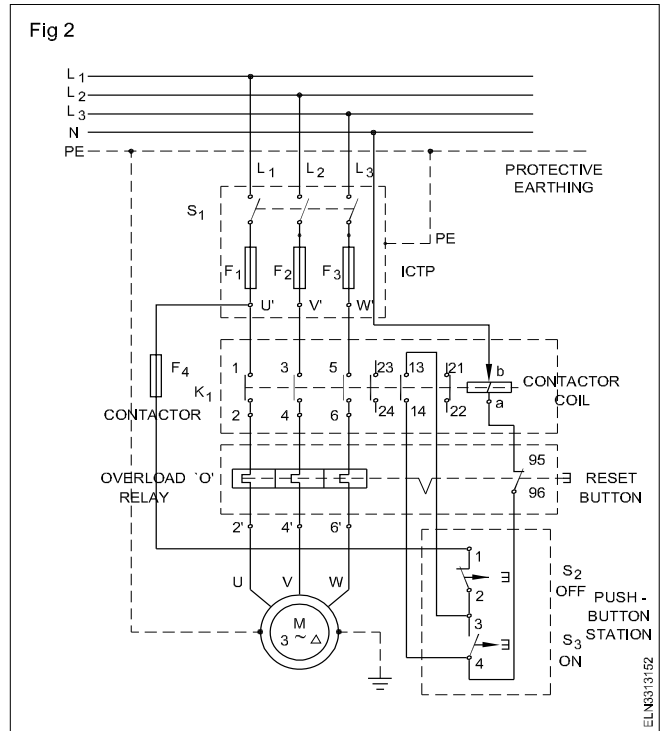 Fig 2
L1
L2
L3
N
PE
L1 L2 L3
PROTECTIVE
EARTHING
S1
PE
F1 F2 F3
ICTP
U' V' W'
F4
1 3 5 23 13 21 b
K1
CONTACTOR
COIL
a
CONTACTOR
2 4 6 24 14 22
95
OVERLOAD `O'
RELAY
96
RESET
BUTTON
2' 4' 6'
1
U V W
S2
OFF
2
PUSH -
BUTTON
STATION
M
3 ~ △
3
S3
ON
4
ELN3313152